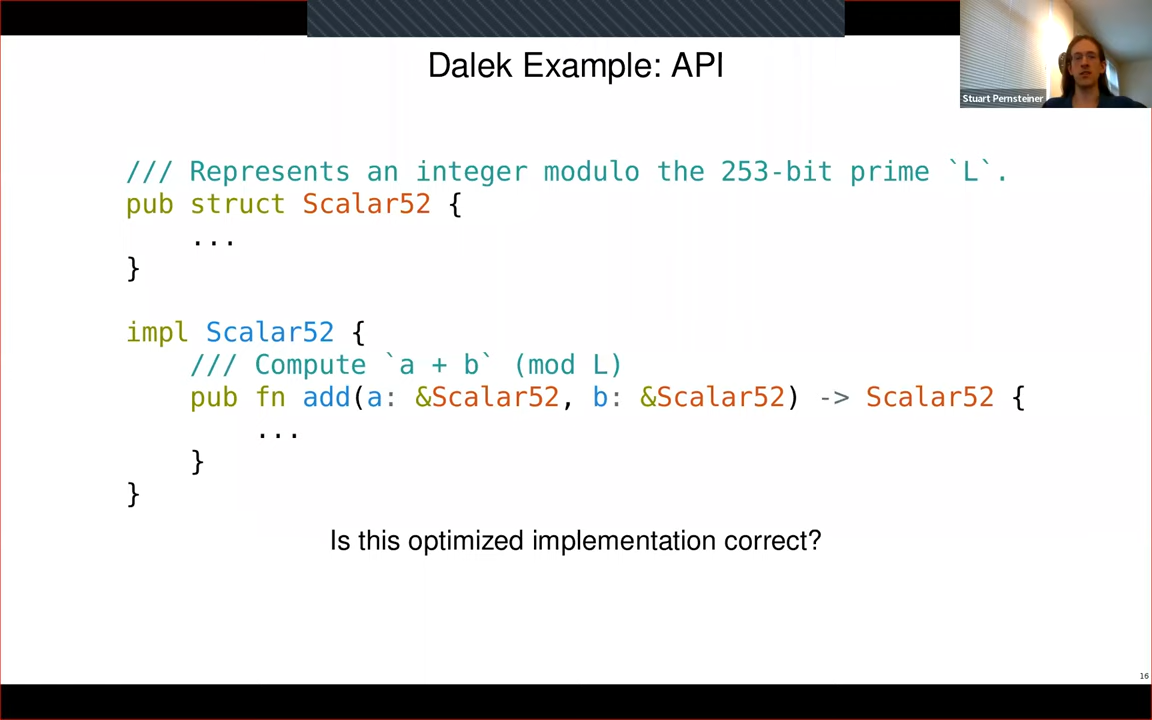 Dalek Example: API
Stuart Pernsteiner
/// Represents an integer modulo the 253-bit prime `L`.
pub struct Scalar52 {
    ...
}
impl Scalar52 {
    /// Compute `a + b` (mod L)
    pub fn add(a: &Scalar52, b: &Scalar52) -> Scalar52 {
        ...
    }
}
Is this optimized implementation correct?
16